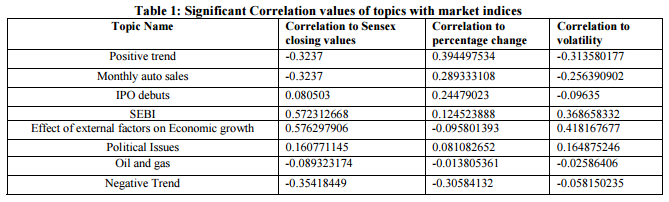 Table 1: Significant Correlation values of topics with market indices
Topic Name Correlation to Sensex closing values Correlation to percentage change Correlation to volatility
Positive trend -0.3237 0.394497534 -0.313580177
Monthly auto sales -0.3237 0.289333108 -0.256390902
IPO debuts 0.080503 0.24479023 -0.09635
SEBI 0.572312668 0.124523888 0.368658332
Effect of external factors on Economic growth 0.576297906 -0.095801393 0.418167677
Political Issues 0.160771145 0.081082652 0.164875246
Oil and gas -0.089323174 -0.013805361 -0.02586406
Negative Trend -0.35418449 -0.30584132 -0.058150235